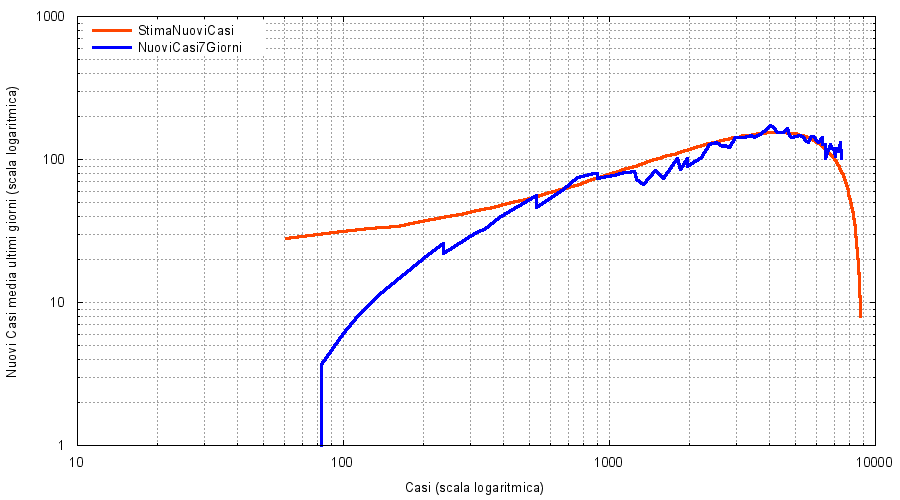 1000
StimaNuoviCasi
NuoviCasi7Giorni
100
10
1
Nuovi Casi media ultimi giorni (scala logaritmica)
10 100 1000 10000
Casi (scala logaritmica)